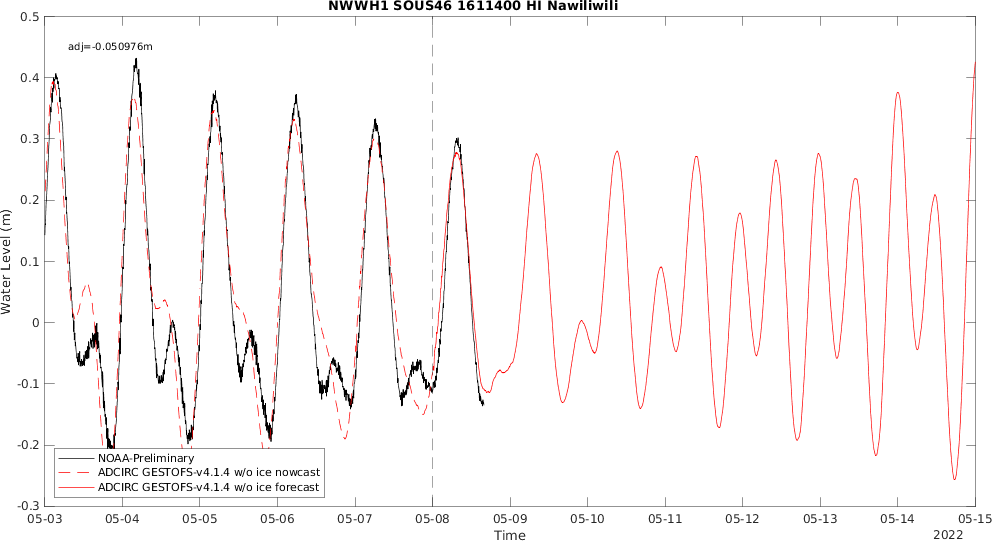 NWWH1 SOUS46 1611400 HI Nawiliwili
adj=-0.050976m
Water Level (m)
0.5
0.4
0.3
0.2
0.1
0
-0.1
-0.2
-0.3
NOAA-Preliminary
ADCIRC GESTOFS-v4.1.4 w/o ice nowcast
ADCIRC GESTOFS-v4.1.4 w/o ice forecast
05-03 05-04 05-05 05-06 05-07 05-08 05-09 05-10 05-11 05-12 05-13 05-14 05-15
Time
2022